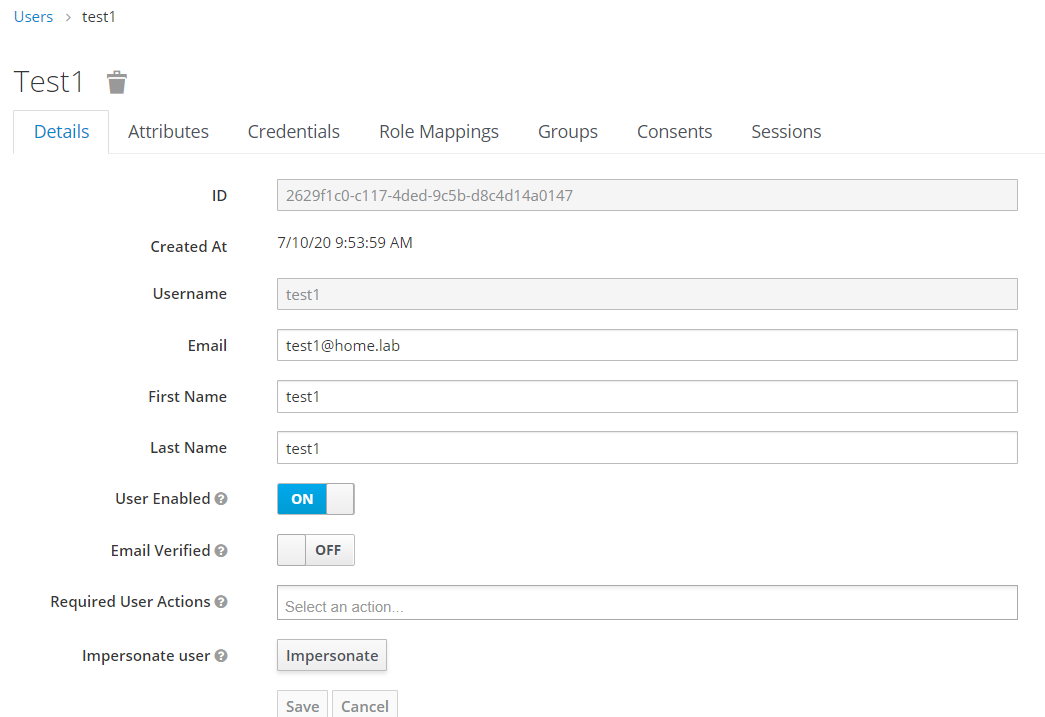 Users > test1
Test1
Details Attributes Credentials Role Mappings Groups Consents Sessions
ID 2629f1c0-c117-4ded-9c5b-d8c4d14a0147
Created At 7/10/20 9:53:59 AM
Username test1
Email test1@home.lab
First Name test1
Last Name test1
User Enabled ON
Email Verified OFF
Required User Actions Select an action...
Impersonate user Impersonate
Save Cancel